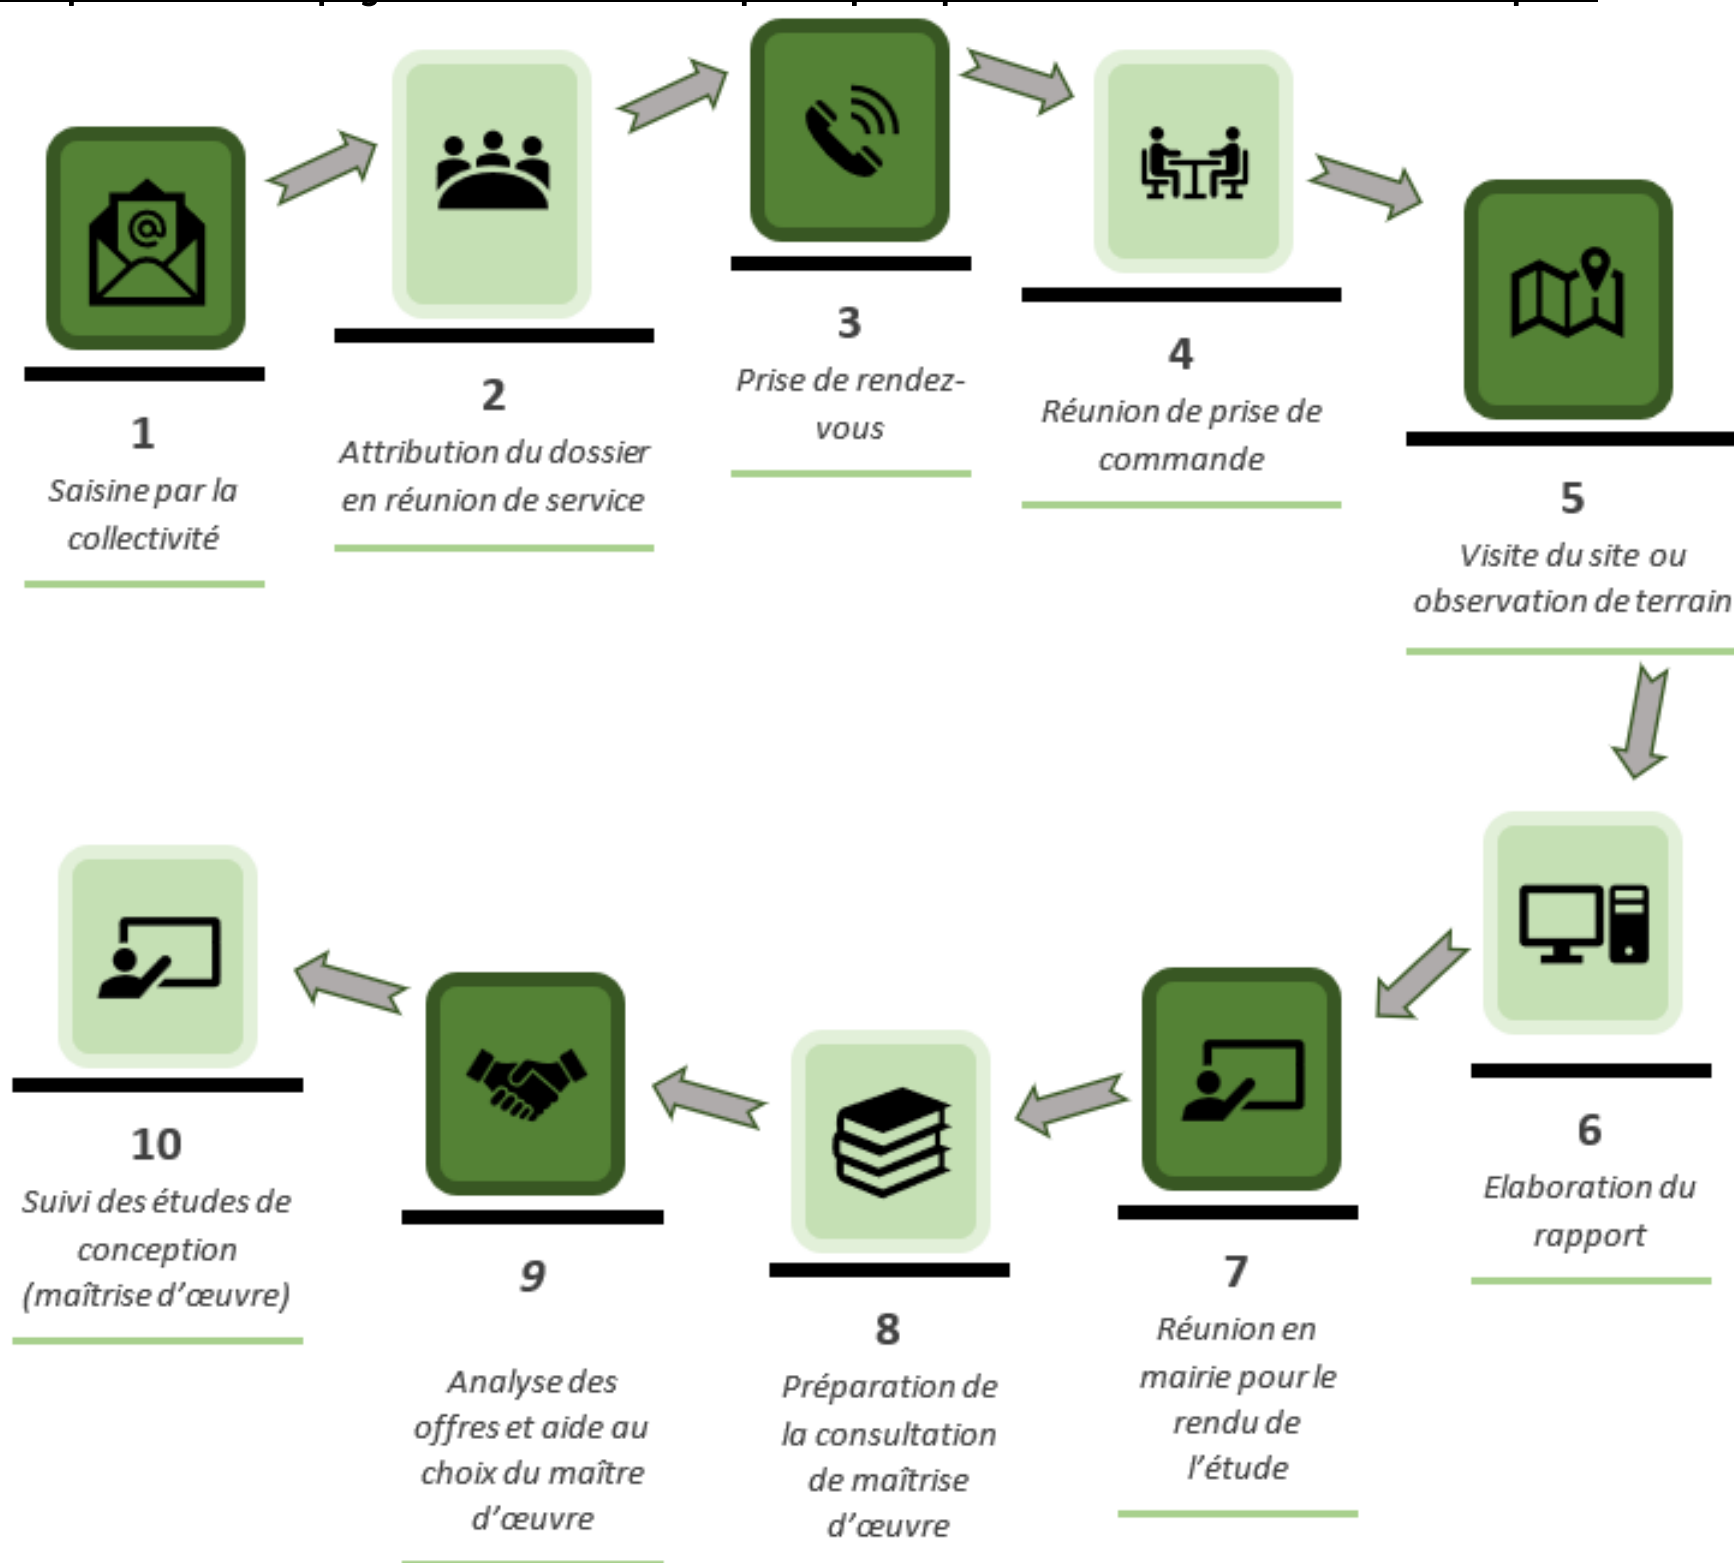 1
Saisine par la
collectivité
2
Attribution du dossier
en réunion de service
3
Prise de rendez-
vous
4
Réunion de prise de
commande
5
Visite du site ou
observation de terrain
6
Elaboration du
rapport
7
Réunion en
mairie pour le
rendu de
l'étude
8
Préparation de
la consultation
de maîtrise
d'œuvre
9
Analyse des
offres et aide au
choix du maître
d'œuvre
10
Suivi des études de
conception
(maîtrise d'œuvre)